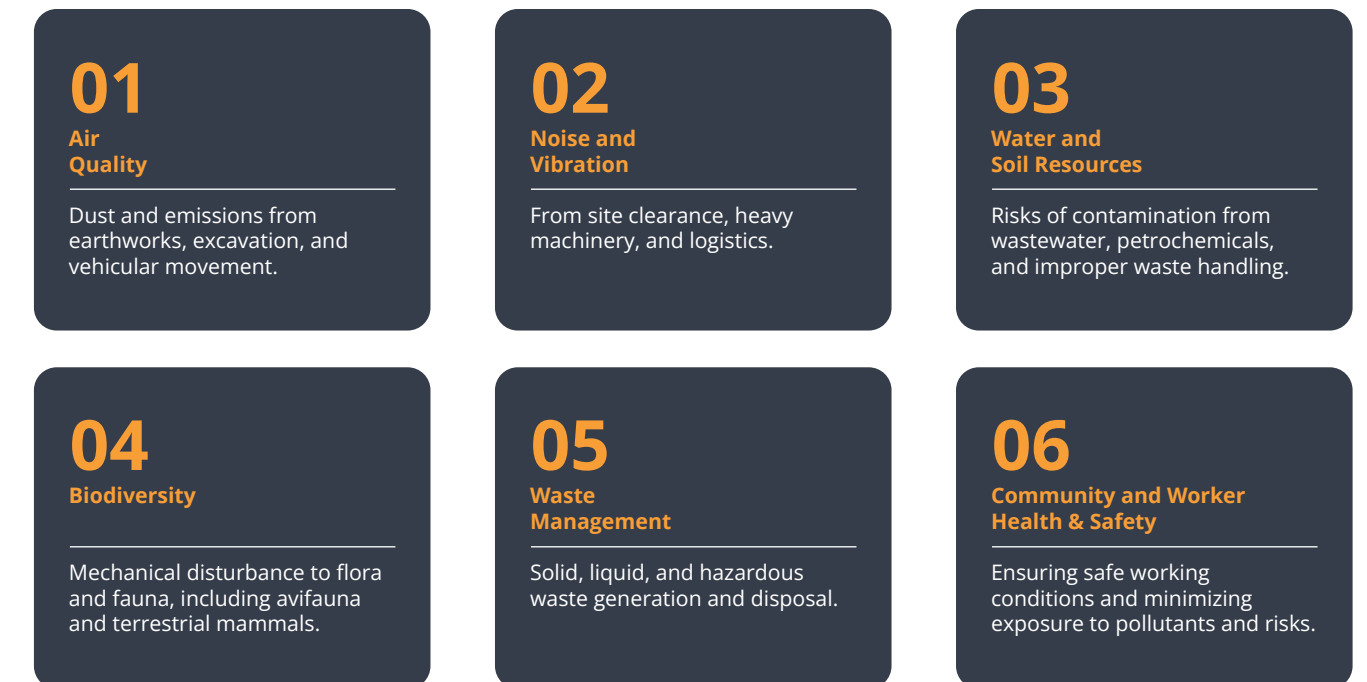 01
Air
Quality
Dust and emissions from
earthworks, excavation, and
vehicular movement.
02
Noise and
Vibration
From site clearance, heavy
machinery, and logistics.
03
Water and
Soil Resources
Risks of contamination from
wastewater, petrochemicals,
and improper waste handling.
04
Biodiversity
Mechanical disturbance to flora
and fauna, including avifauna
and terrestrial mammals.
05
Waste
Management
Solid, liquid, and hazardous
waste generation and disposal.
06
Community and Worker
Health & Safety
Ensuring safe working
conditions and minimizing
exposure to pollutants and risks.